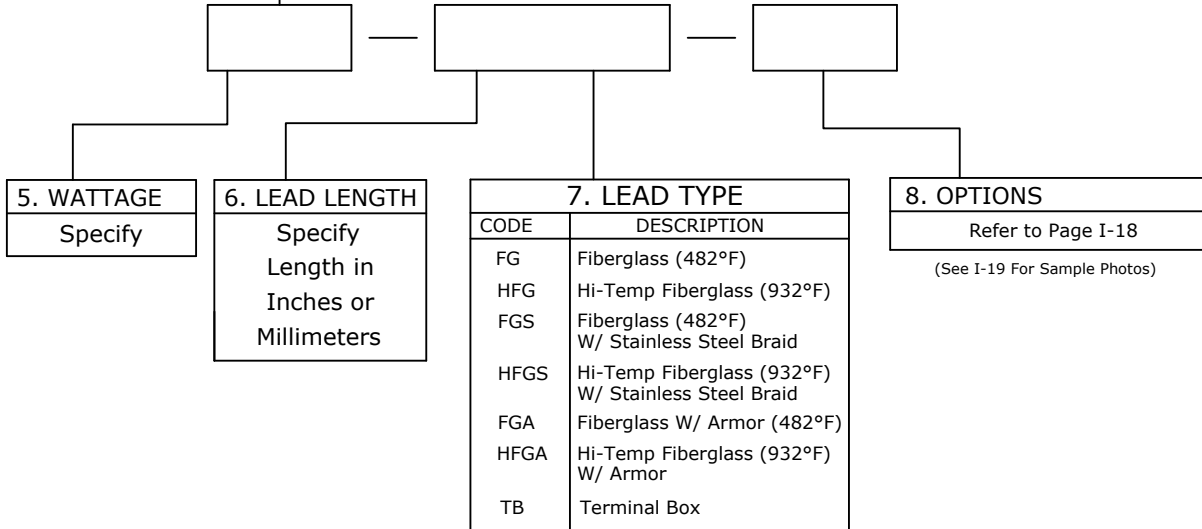 5. WATTAGE
Specify
6. LEAD LENGTH
Specify
Length in
Inches or
Millimeters
7. LEAD TYPE
CODE DESCRIPTION
FG Fiberglass (482°F)
HFG Hi-Temp Fiberglass (932°F)
FGS Fiberglass (482°F)
W/ Stainless Steel Braid
HFGS Hi-Temp Fiberglass (932°F)
W/ Stainless Steel Braid
FGA Fiberglass W/ Armor (482°F)
HFGA Hi-Temp Fiberglass (932°F)
W/ Armor
TB Terminal Box
8. OPTIONS
Refer to Page I-18
(See I-19 For Sample Photos)